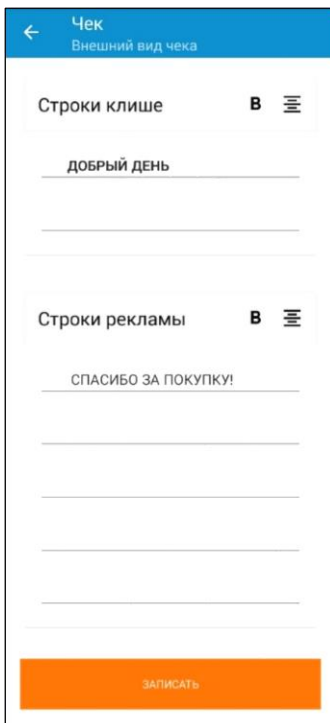 Чек
Внешний вид чека
Строки клише B
ДОБРЫЙ ДЕНЬ
Строки рекламы B
СПАСИБО ЗА ПОКУПКУ!
ЗАПИСАТЬ